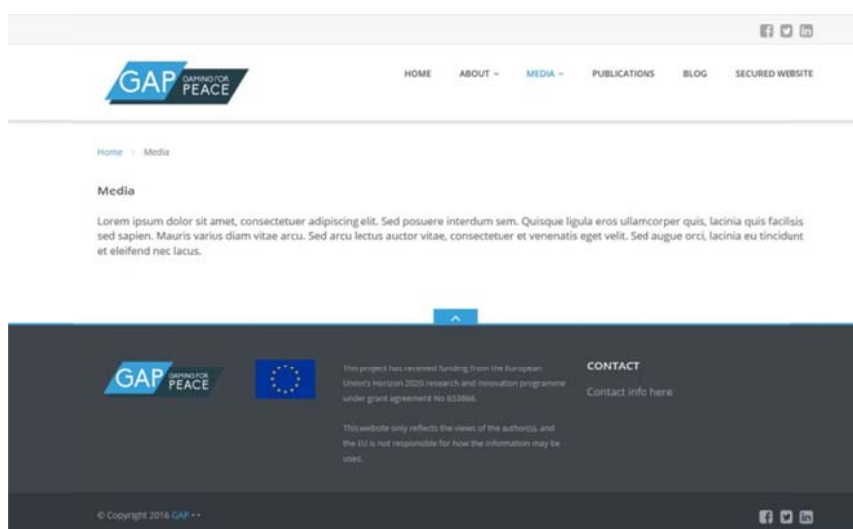 GAP GAMING FOR
PEACE
HOME ABOUT MEDIA PUBLICATIONS BLOG SECURED WEBSITE
Home › Media
Media
Lorem ipsum dolor sit amet, consectetuer adipiscing elit. Sed posuere interdum sem. Quisque ligula eros ullamcorper quis, lacinia quis facilisis
sed sapien. Mauris varius diam vitae arcu. Sed arcu lectus auctor vitae, consectetuer et venenatis eget velit. Sed augue orci, lacinia eu tincidunt
et eleifend nec lacus.
GAP GAMING FOR
PEACE
This project has received funding from the European
Union's Horizon 2020 research and innovation programme
under grant agreement No 653866.
This website only reflects the views of the author(s), and
the EU is not responsible for how the information may be
uses.
CONTACT
Contact info here
© Copyright 2016 GAP • •